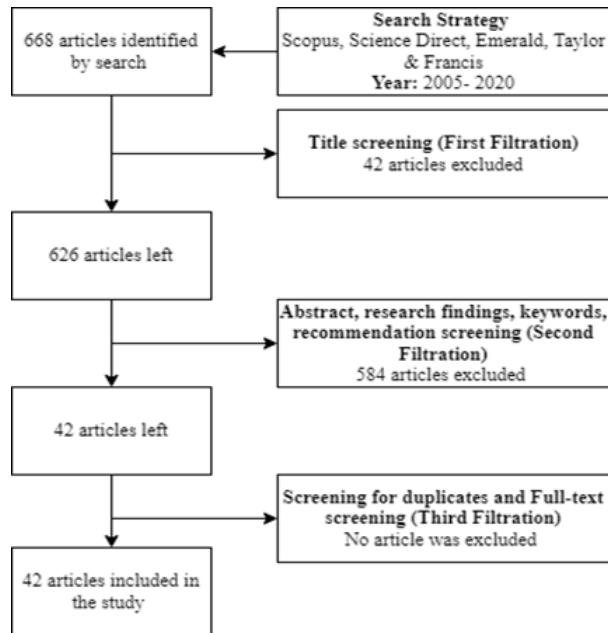 668 articles identified
by search
Search Strategy
Scopus, Science Direct, Emerald, Taylor
& Francis
Year: 2005- 2020
Title screening (First Filtration)
42 articles excluded
626 articles left
Abstract, research findings, keywords,
recommendation screening (Second
Filtration)
584 articles excluded
42 articles left
Screening for duplicates and Full-text
screening (Third Filtration)
No article was excluded
42 articles included in
the study